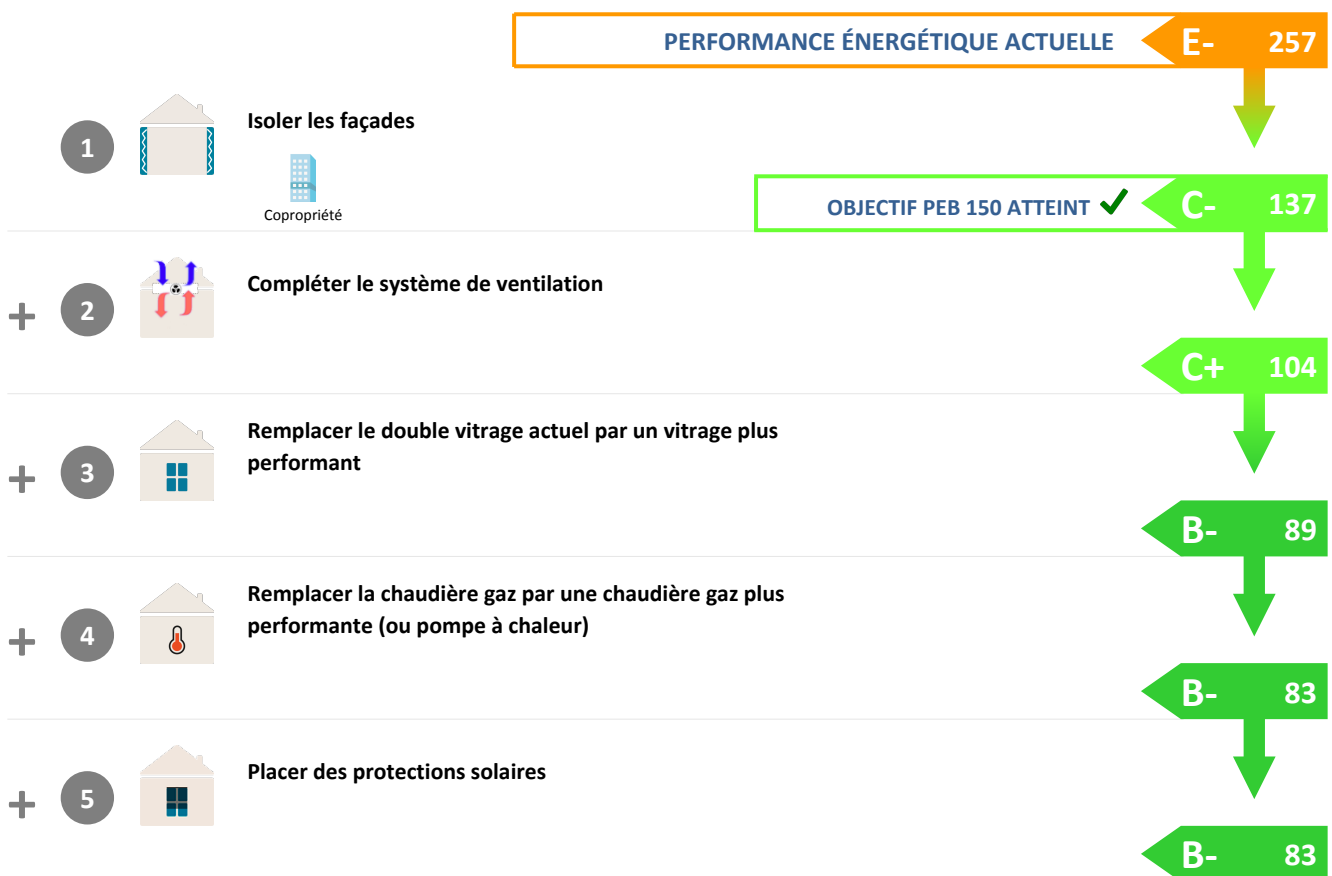 PERFORMANCE ÉNERGÉTIQUE ACTUELLE E- 257
1 Isoler les façades
Copropriété
OBJECTIF PEB 150 ATTEINT ✔ C- 137
+ 2 Compléter le système de ventilation
C+ 104
+ 3 Remplacer le double vitrage actuel par un vitrage plus
performant
B- 89
+ 4 Remplacer la chaudière gaz par une chaudière gaz plus
performante (ou pompe à chaleur)
B- 83
+ 5 Placer des protections solaires
B- 83